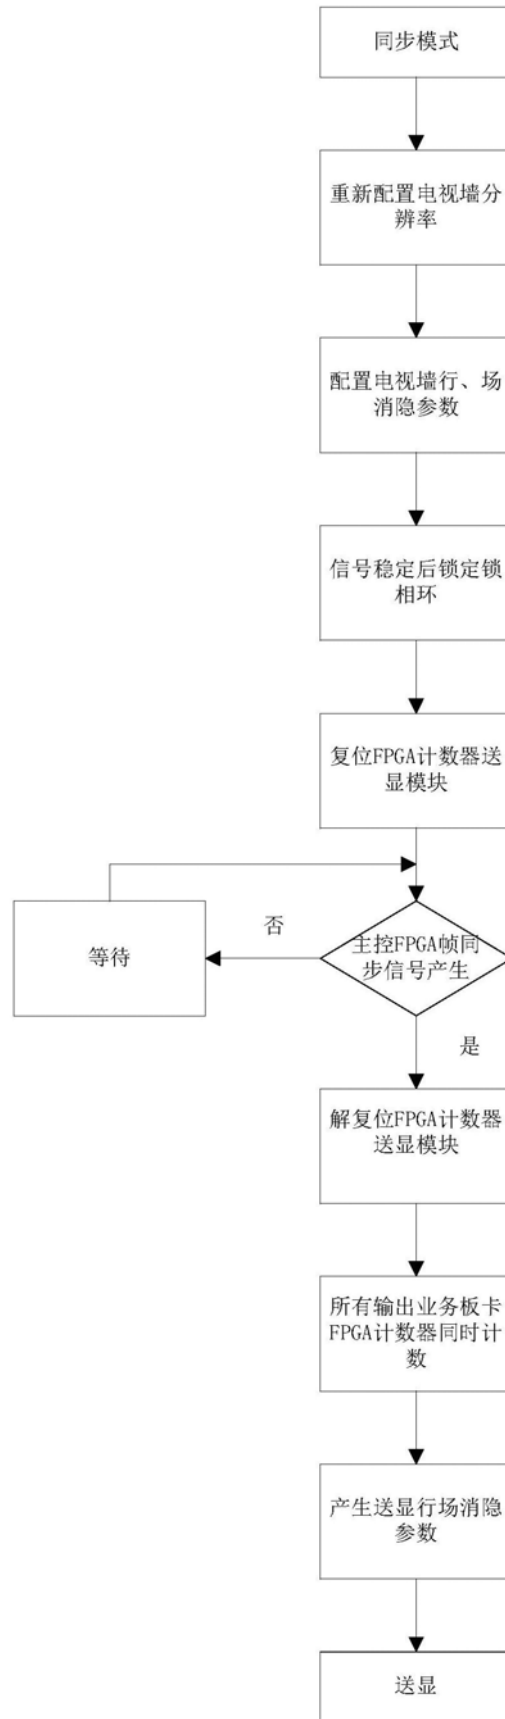 同步模式
重新配置电视墙分
辨率
配置电视墙行、场
消隐参数
信号稳定后锁定锁
相环
复位FPGA计数器送
显模块
否
等待
主控FPGA帧同
步信号产生
是
解复位FPGA计数器
送显模块
所有输出业务板卡
FPGA计数器同时计
数
产生送显行场消隐
参数
送显